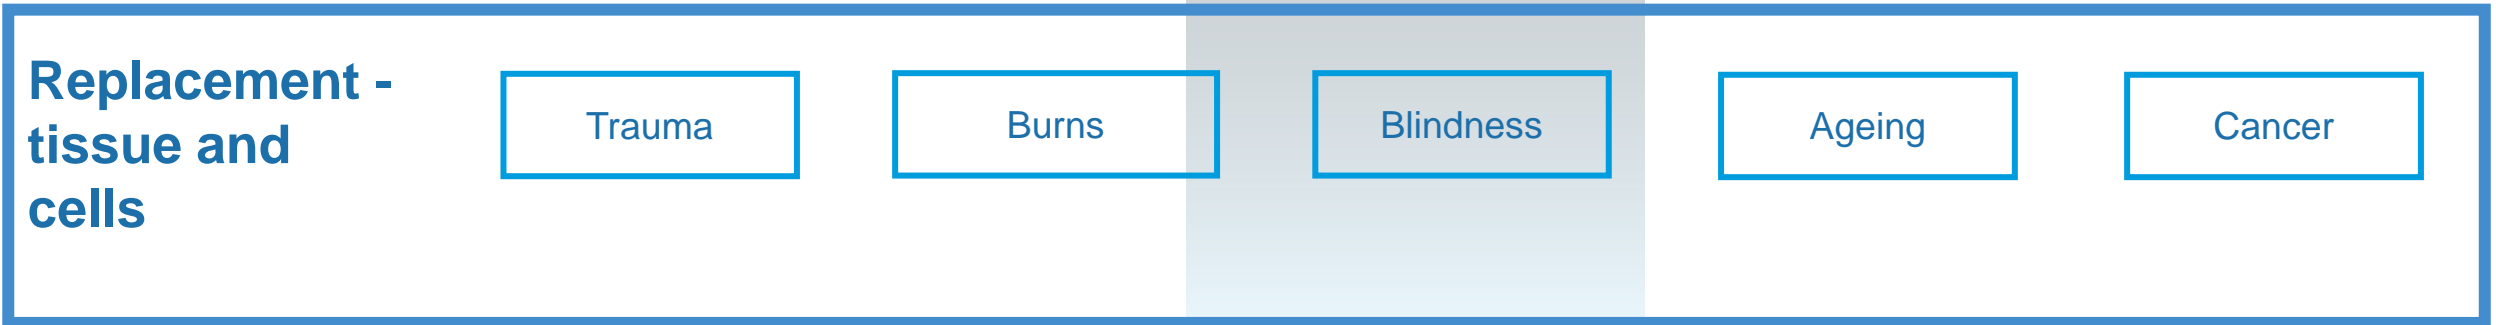 Replacement -
tissue and
cells
Trauma
Burns
Blindness
Ageing
Cancer